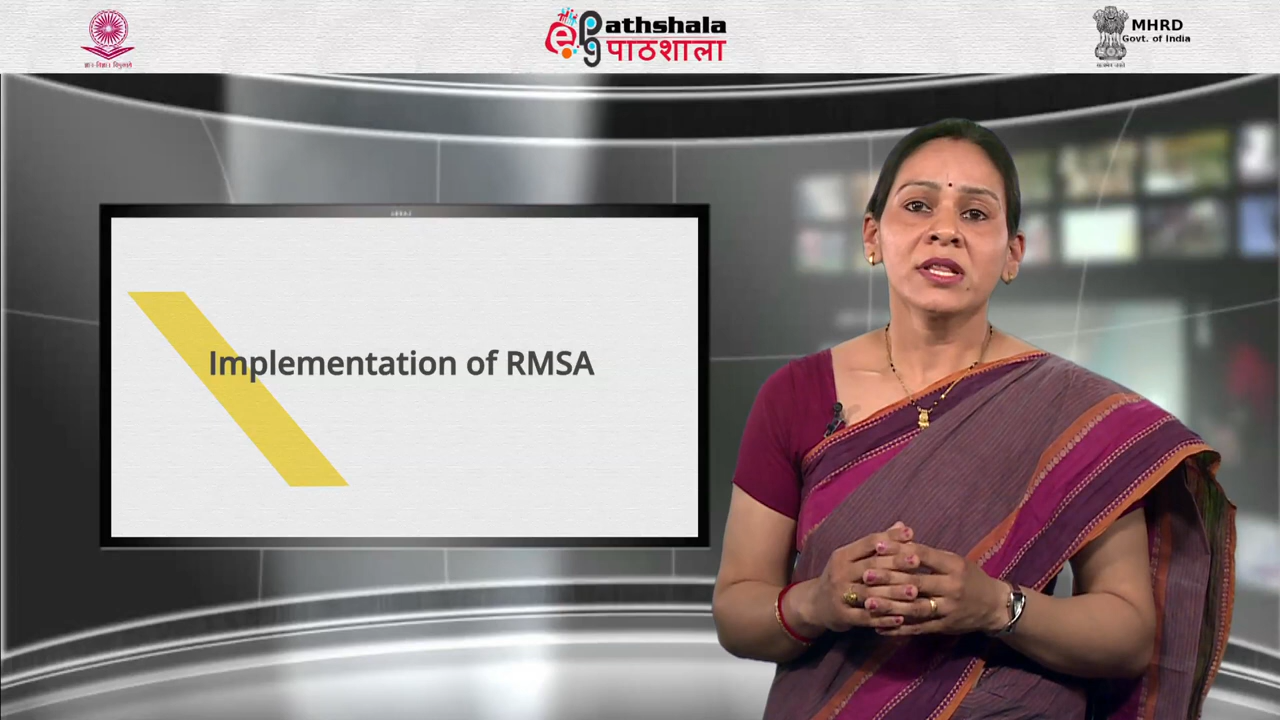 Pathshala
पाठशाला
MHRD
Govt. of India
Implementation of RMSA